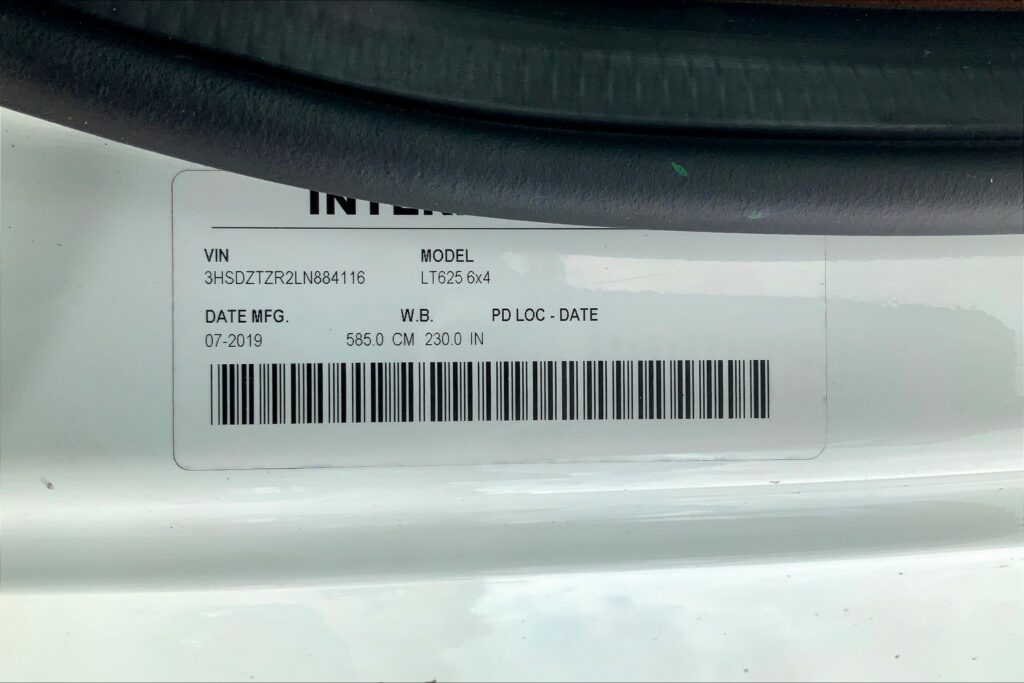 VIN MODEL
3HSDZTZR2LN884116 LT625 6x4
DATE MFG. W.B. PD LOC - DATE
07-2019 585.0 CM 230.0 IN